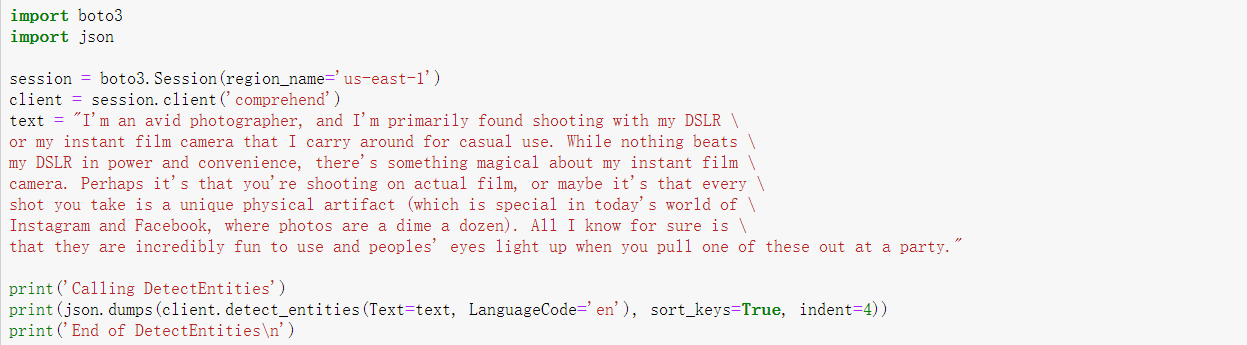 import boto3
import json
session = boto3.Session(region_name='us-east-1')
client = session.client('comprehend')
text = "I'm an avid photographer, and I'm primarily found shooting with my DSLR \
or my instant film camera that I carry around for casual use. While nothing beats \
my DSLR in power and convenience, there's something magical about my instant film \
camera. Perhaps it's that you're shooting on actual film, or maybe it's that every \
shot you take is a unique physical artifact (which is special in today's world of \
Instagram and Facebook, where photos are a dime a dozen). All I know for sure is \
that they are incredibly fun to use and peoples' eyes light up when you pull one of these out at a party."
print('Calling DetectEntities')
print(json.dumps(client.detect_entities(Text=text, LanguageCode='en'), sort_keys=True, indent=4))
print('End of DetectEntities\n')